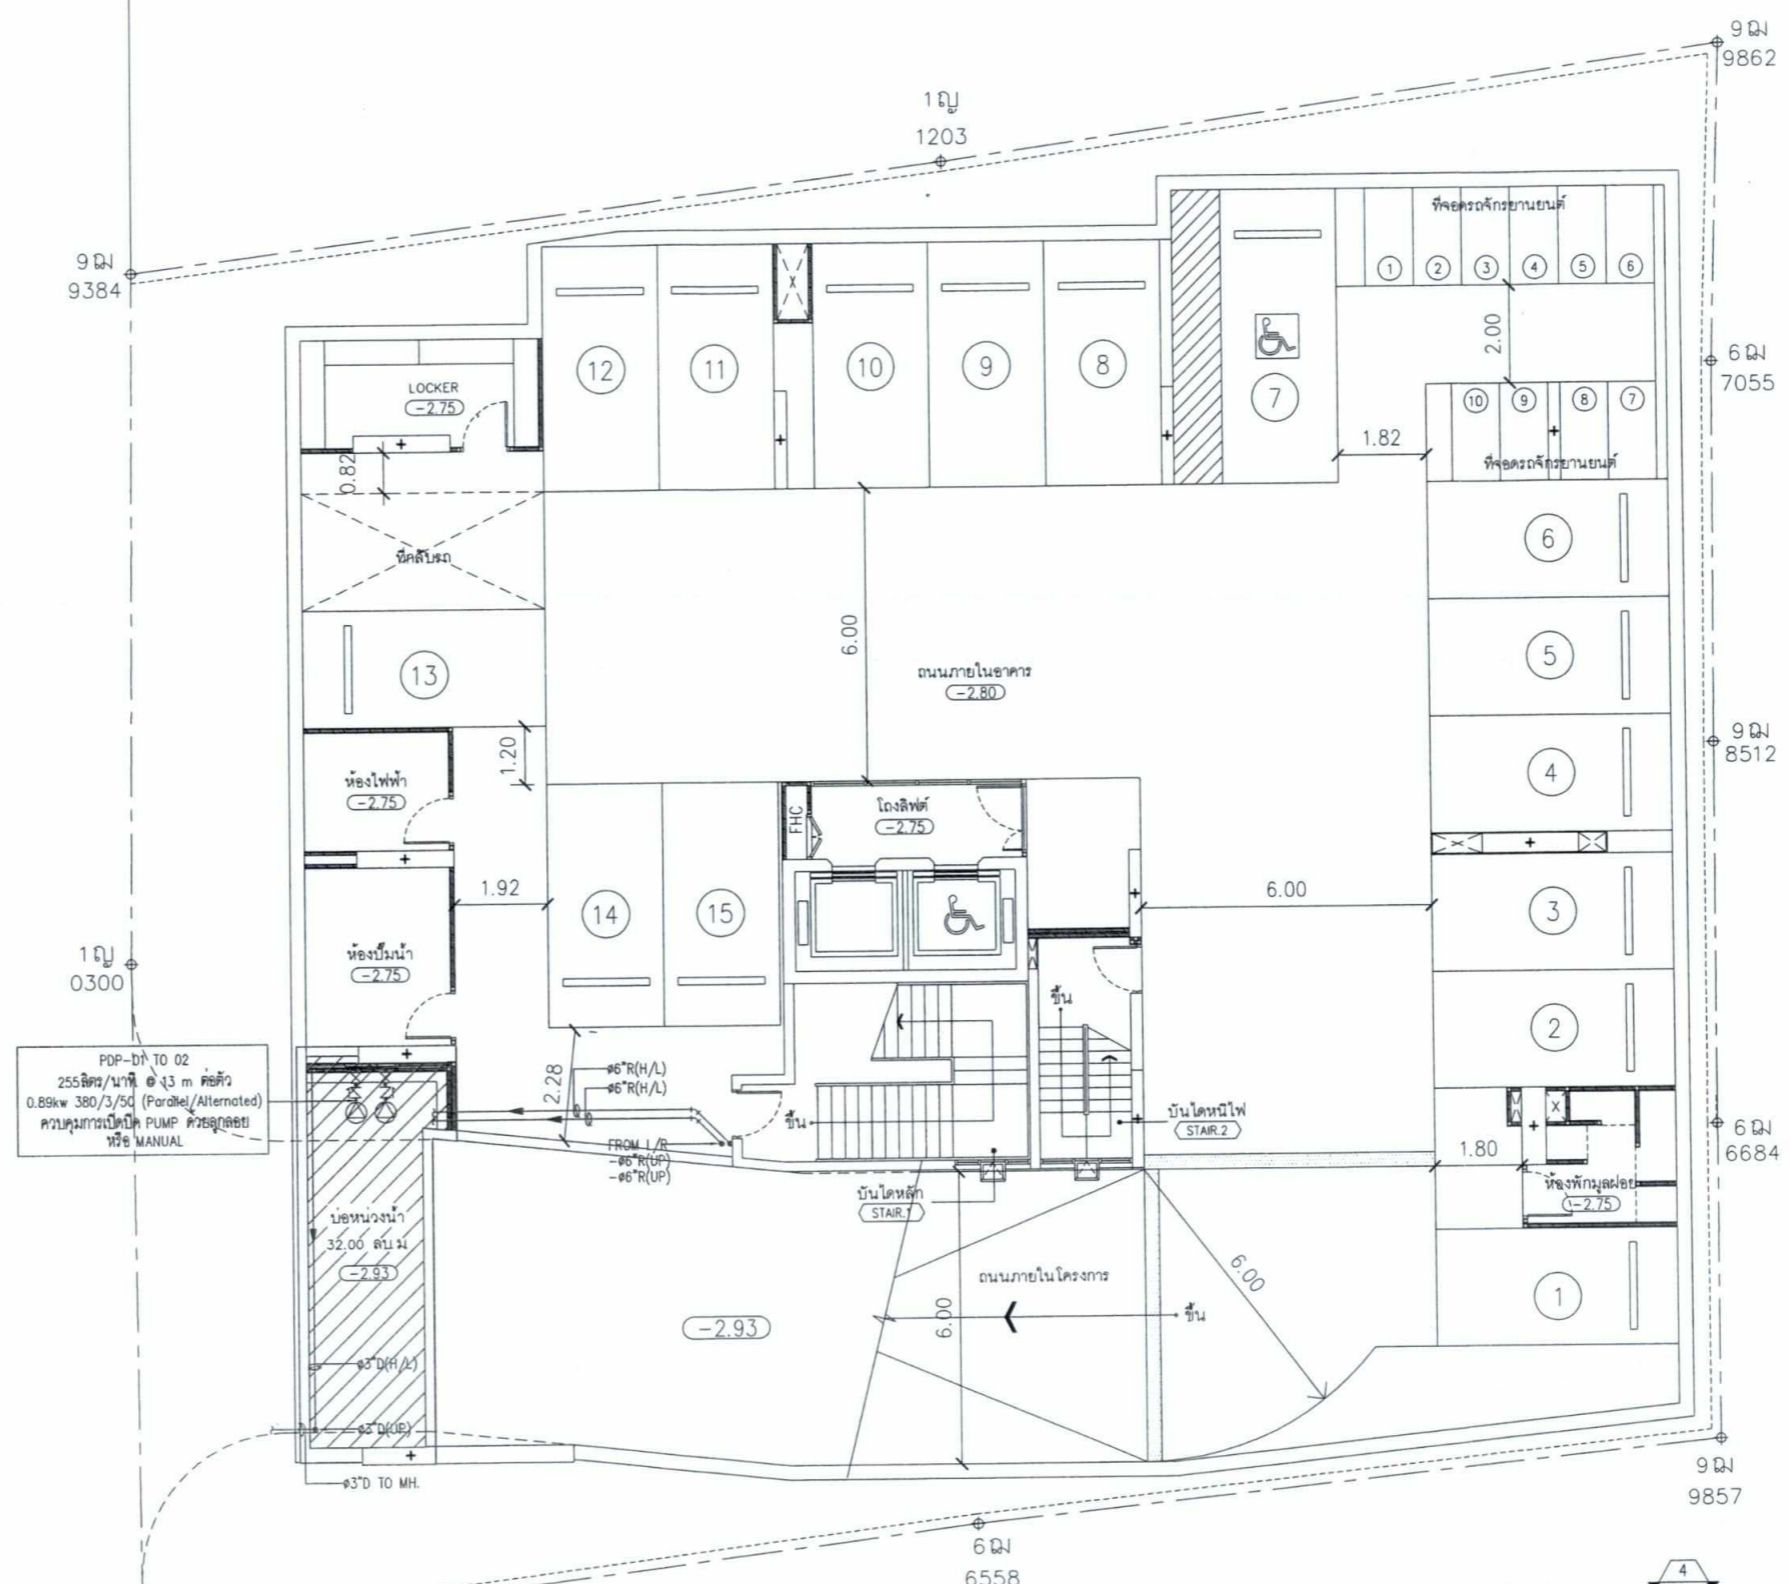 9ฌ
9862
1ญ
1203
9ฌ
9384
ที่จอดรถจักรยานยนต์
1
2
3
4
5
6
2.00
6ฌ
7055
12
11
10
9
8
7
LOCKER
-2.75
0.82
1.82
10
9
8
7
ที่จอดรถจักรยานยนต์
ที่กลับรถ
6
6.00
5
13
ถนนภายในอาคาร
-2.80
9ฌ
8512
4
1.20
ห้องไฟฟ้า
-2.75
FHC
โถงลิฟต์
-2.75
1.92
14
15
6.00
3
1ญ
0300
ห้องปั๊มน้ำ
-2.75
ขึ้น
2
PDP-01 TO 02
255ลิตร/นาที @ 13 m ต่อตัว
0.89kw 380/3/50 (Parallel/Alternated)
ควบคุมการเปิดปิด PUMP ด้วยลูกลอย
หรือ MANUAL
2.28
ø6"R(H/L)
ø6"R(H/L)
ขึ้น
บันไดหนีไฟ
STAIR.2
6ฌ
6684
FROM L/R
-ø6"R(UP)
-ø6"R(UP)
1.80
ห้องพักมูลฝอย
-2.75
บันไดหลัก
STAIR.1
บ่อหน่วงน้ำ
32.00 ลบ.ม
-2.93
ถนนภายในโครงการ
6.00
6.00
ขึ้น
1
-2.93
ø3"D(H/L)
ø3"D(UP)
ø3"D TO MH.
9ฌ
9857
6ฌ
6558
4